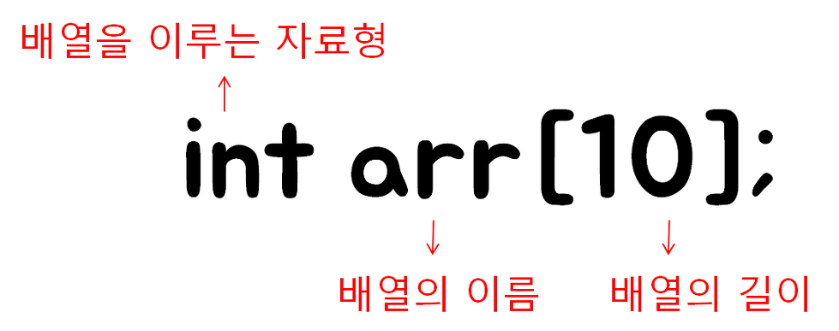 배열을 이루는 자료형
int arr[10];
배열의 이름 배열의 길이